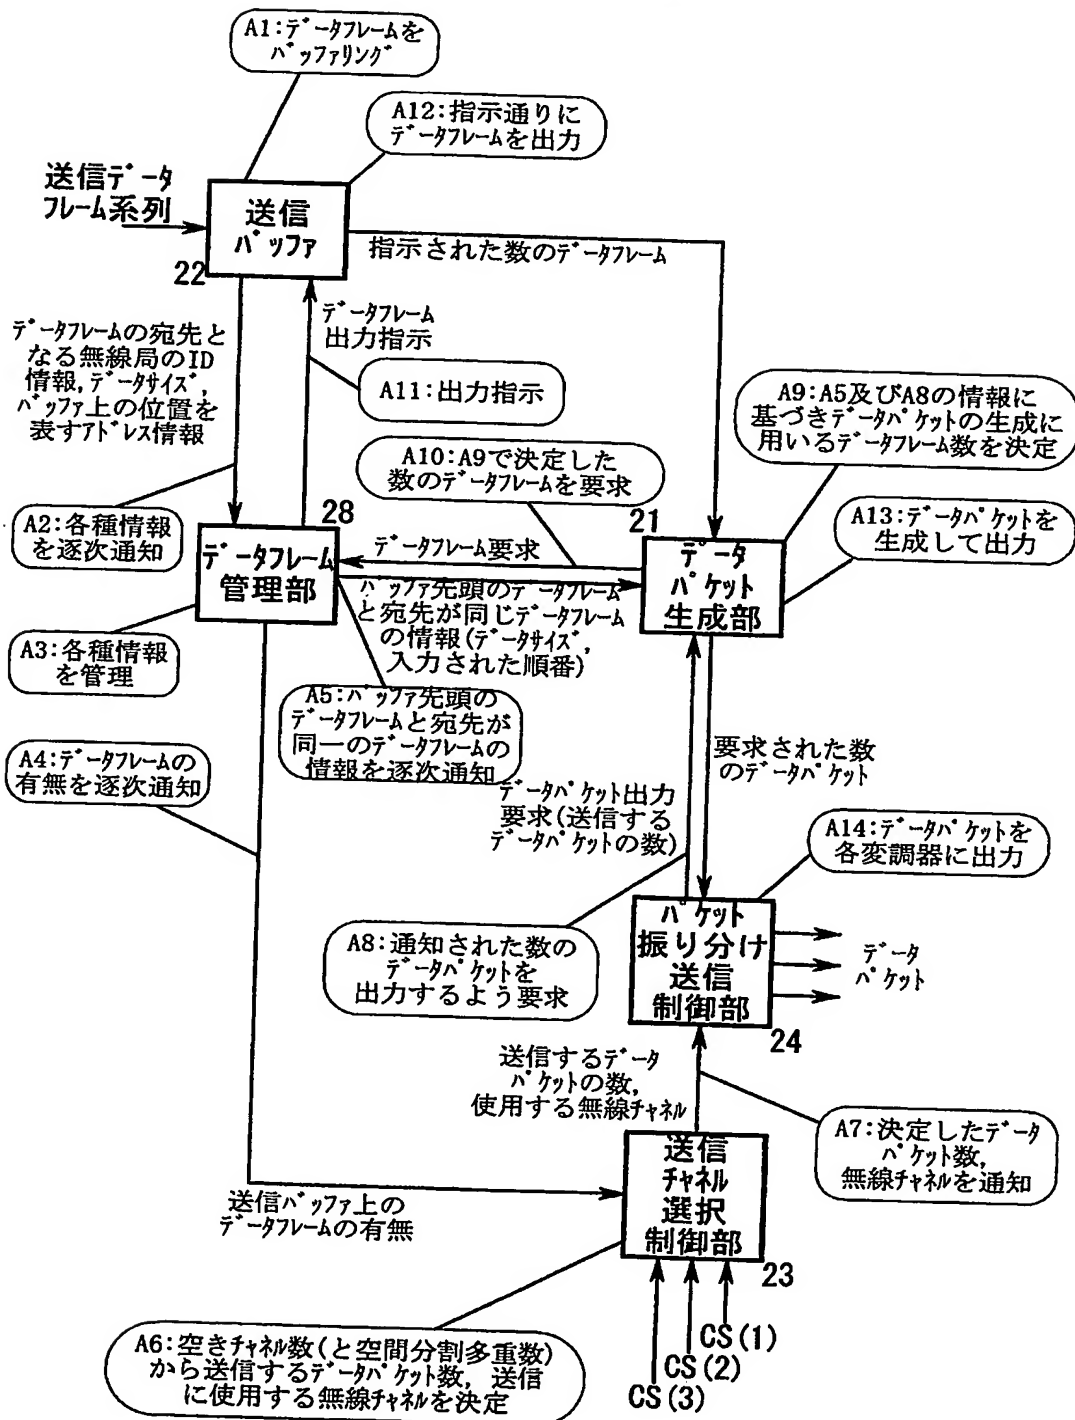 A1:データフレームを
バッファリング
A12:指示通りに
データフレームを出力
送信データ
フレーム系列
送信
バッファ
22
指示された数のデータフレーム
データフレームの宛先と
なる無線局のID
情報,データサイズ,
バッファ上の位置を
表すアドレス情報
データフレーム
出力指示
A11:出力指示
A9:A5及びA8の情報に
基づきデータパケットの生成に
用いるデータフレーム数を決定
A10:A9で決定した
数のデータフレームを要求
A2:各種情報
を逐次通知
28
データフレーム
管理部
データフレーム要求
21
データ
パケット
生成部
A13:データパケットを
生成して出力
バッファ先頭のデータフレーム
と宛先が同じデータフレーム
の情報(データサイズ,
入力された順番)
A3:各種情報
を管理
A5:バッファ先頭の
データフレームと宛先が
同一のデータフレームの
情報を逐次通知
A4:データフレームの
有無を逐次通知
要求された数
のデータパケット
データパケット出力
要求(送信する
データパケットの数)
A14:データパケットを
各変調器に出力
A8:通知された数の
データパケットを
出力するよう要求
パケット
振り分け
送信
制御部
24
データ
パケット
送信するデータ
パケットの数,
使用する無線チャネル
A7:決定したデータ
パケット数,
無線チャネルを通知
送信
チャネル
選択
制御部
23
送信バッファ上の
データフレームの有無
A6:空きチャネル数(と空間分割多重数)
から送信するデータパケット数, 送信
に使用する無線チャネルを決定
CS(1)
CS(2)
CS(3)